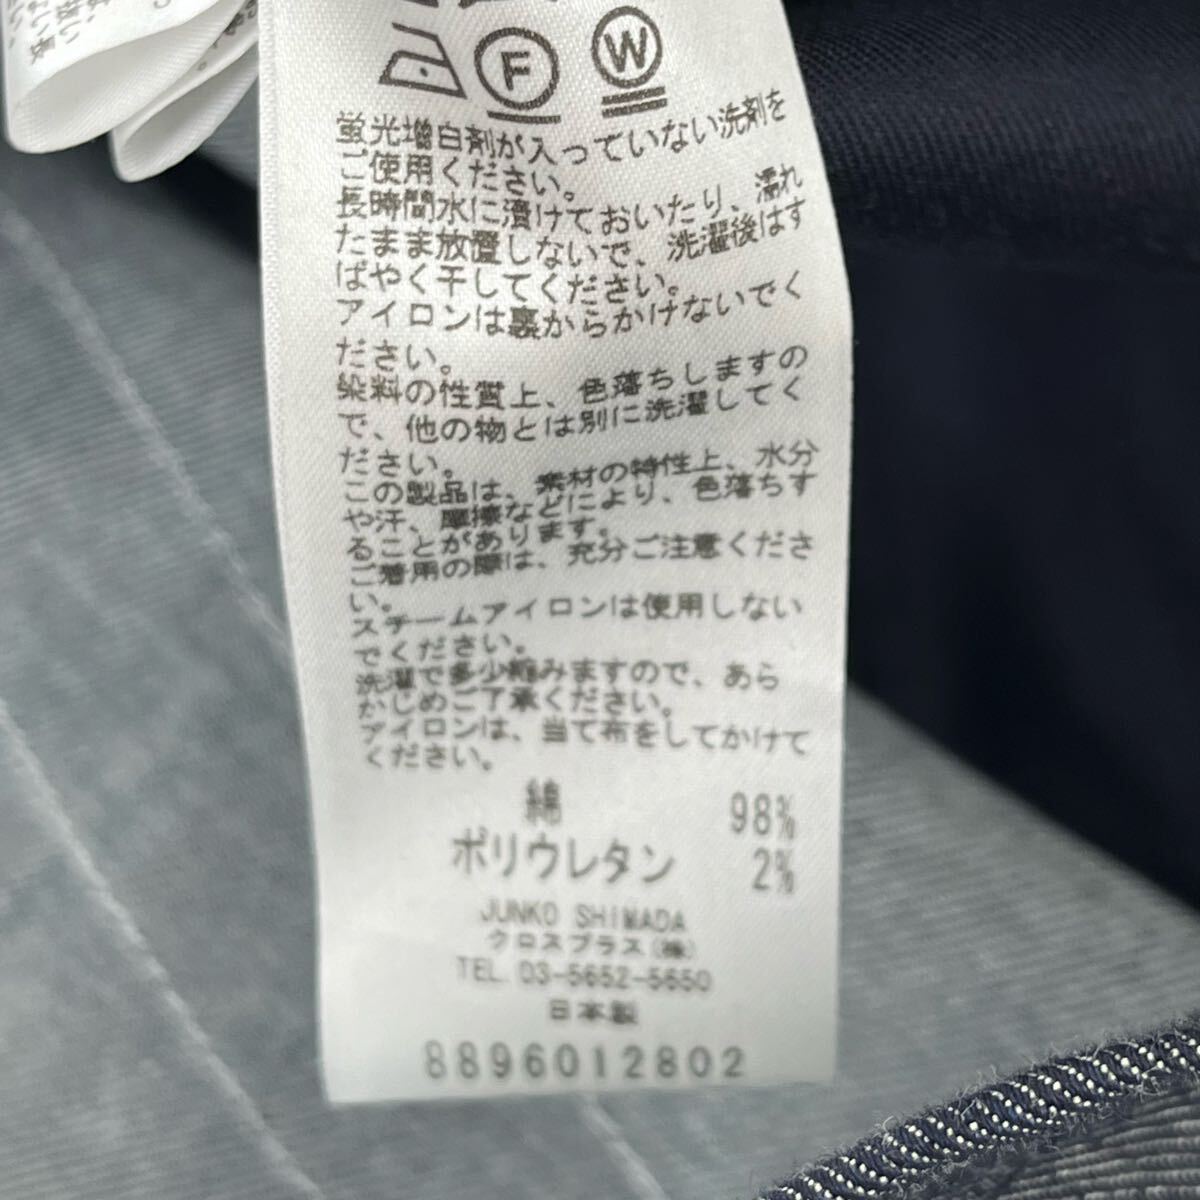 F
W
蛍光増白剤が入っていない洗剤を
ご使用ください。
長時間水に漬けておいたり、濡れ
たまま放置しないで、洗濯後はす
ばやく干してください。
アイロンは裏からかけないでく
ださい。
染料の性質上、色落ちしますの
で、他の物とは別に洗濯してく
ださい。
この製品は、素材の特性上、水分
や汗、摩擦などにより、色落ちす
ることがあります。
ご着用の際は、充分ご注意くださ
い。
スチームアイロンは使用しない
でください。
洗濯で多少縮みますので、あら
かじめご了承ください。
アイロンは、当て布をしてかけて
ください。
綿 98%
ポリウレタン 2%
JUNKO SHIMADA
クロスプラス(株)
TEL.03-5652-5650
日本製
8896012802